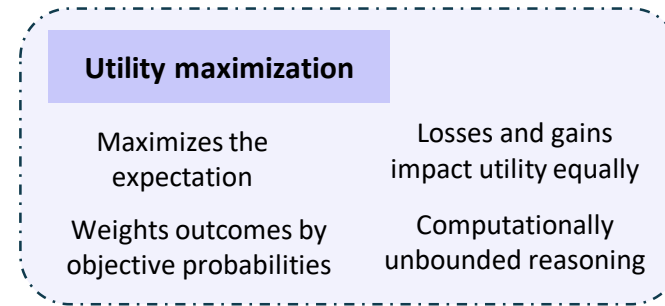 Utility maximization
Maximizes the
expectation
Losses and gains
impact utility equally
Weights outcomes by
objective probabilities
Computationally
unbounded reasoning